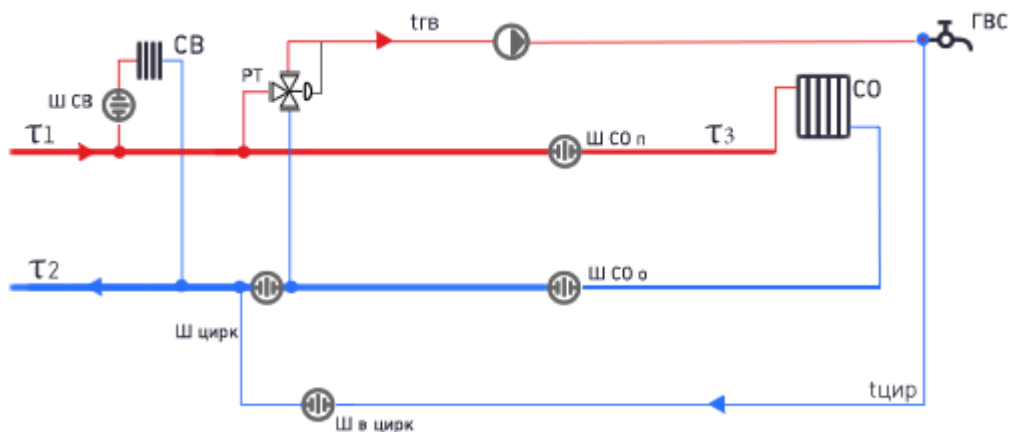 tгв
ГВС
СВ
РТ
СО
Ш СВ
τ1
Ш СО п
τ3
τ2
Ш СО о
Ш цирк
tцир
Ш в цирк